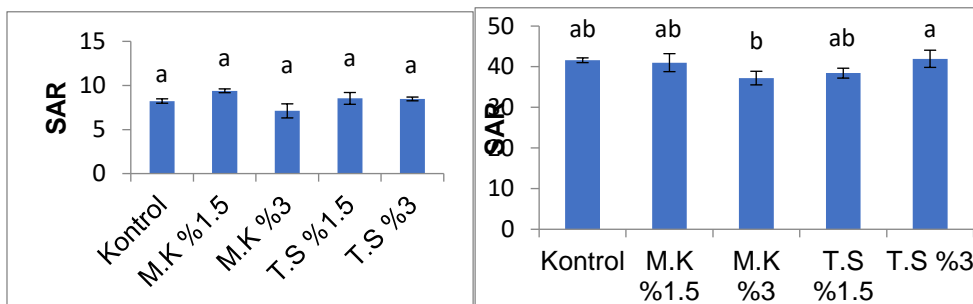 SAR
15
10
5
0
a
a
a
a
a
Kontrol
M.K %1.5
M.K %3
T.S %1.5
T.S %3
SAR
50
40
30
20
10
0
ab
ab
b
ab
a
Kontrol
M.K %1.5
M.K %3
T.S %1.5
T.S %3